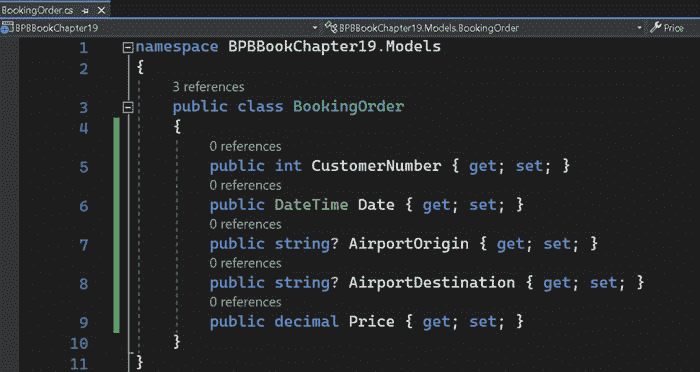 BookingOrder.cs
BPBBookChapter19 BPBBookChapter19.Models.BookingOrder Price
1 namespace BPBBookChapter19.Models
2 {
3 references
3 public class BookingOrder
4 {
0 references
5 public int CustomerNumber { get; set; }
0 references
6 public DateTime Date { get; set; }
0 references
7 public string? AirportOrigin { get; set; }
0 references
8 public string? AirportDestination { get; set; }
0 references
9 public decimal Price { get; set; }
10 }
11 }